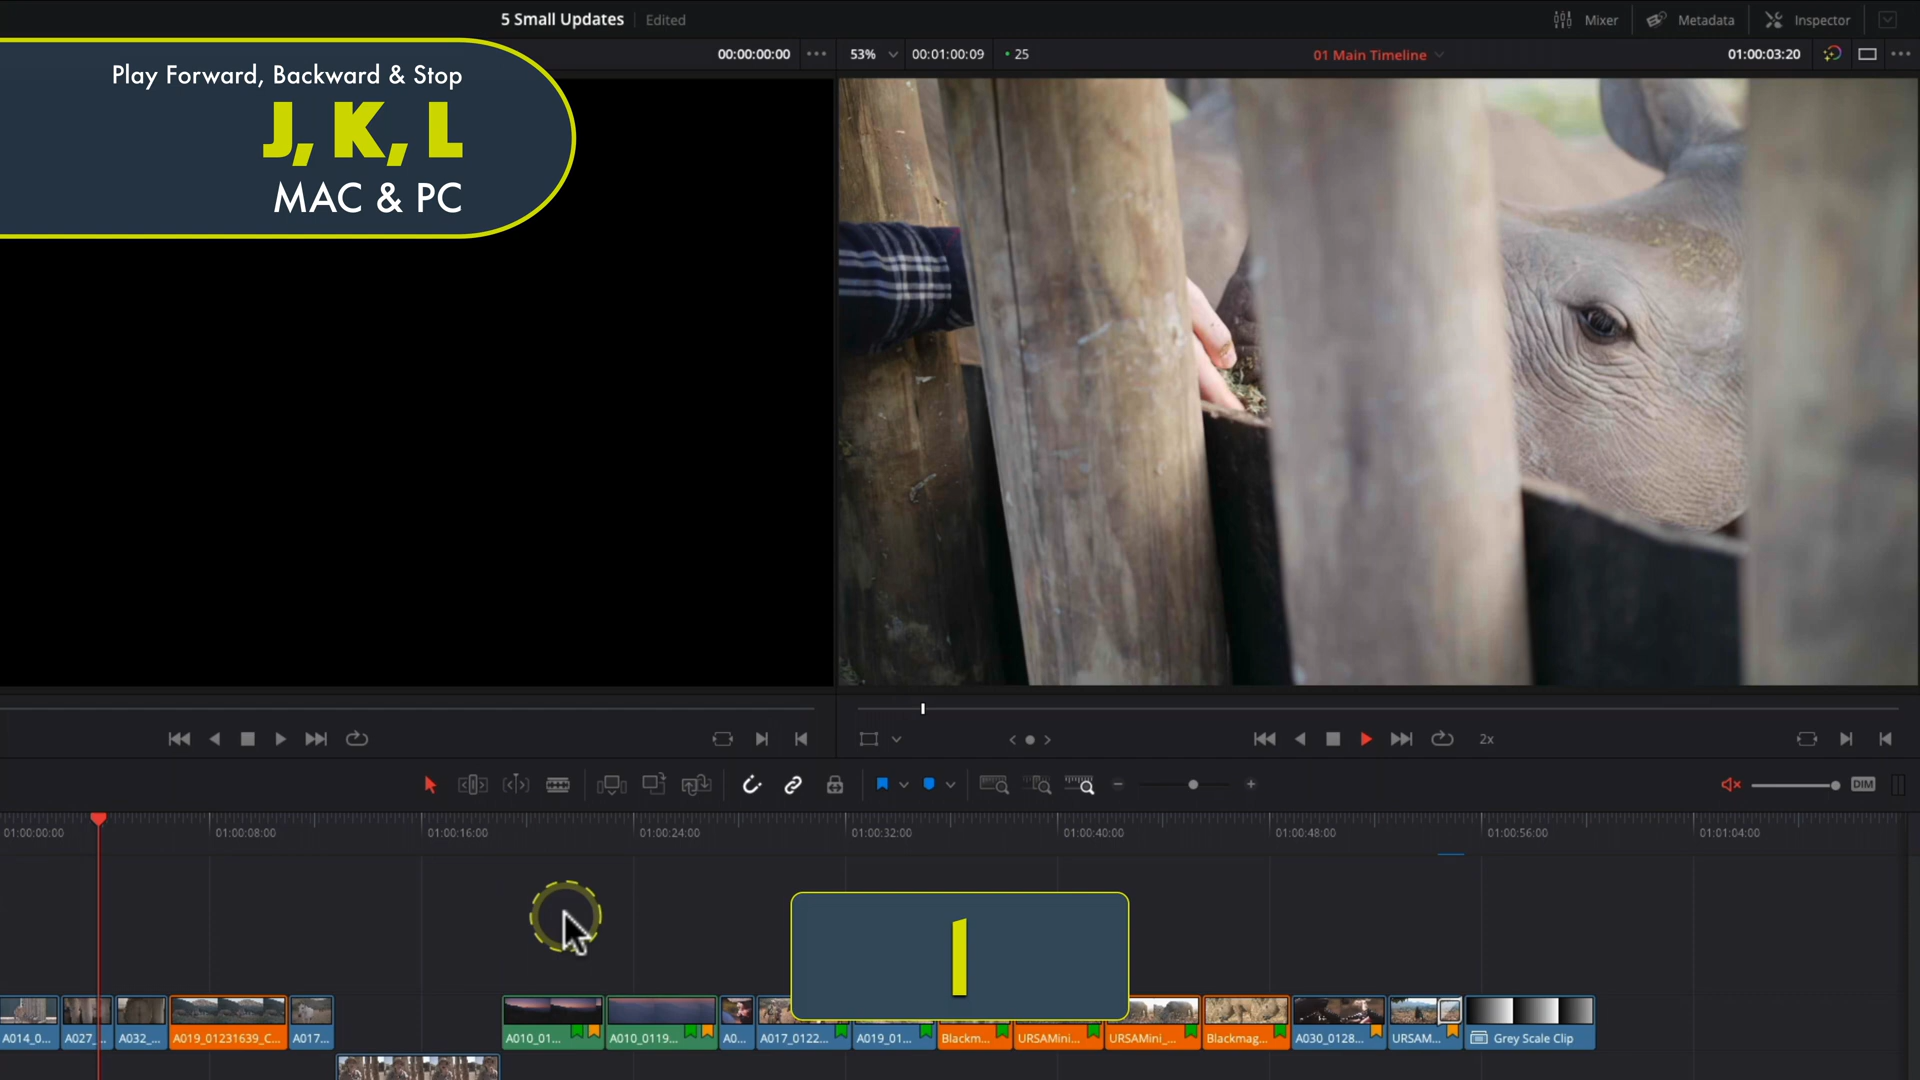 5 Small Updates
Edited
Mixer
Metadata
Inspector
00:00:00:00
53%
00:01:00:09
25
01 Main Timeline
01:00:03:20
Play Forward, Backward & Stop
J, K, L
MAC & PC
2x
DIM
01:00:00:00
01:00:08:00
01:00:16:00
01:00:24:00
01:00:32:00
01:00:40:00
01:00:48:00
01:00:56:00
01:01:04:00
l
A014_0...
A027_...
A032_...
A019_01231639_C...
A017...
A010_01...
A010_0119...
A0...
A017_0122...
A019_01...
Blackm...
URSAMini...
URSAMini_...
Blackmag...
A030_0128...
URSAM...
Grey Scale Clip